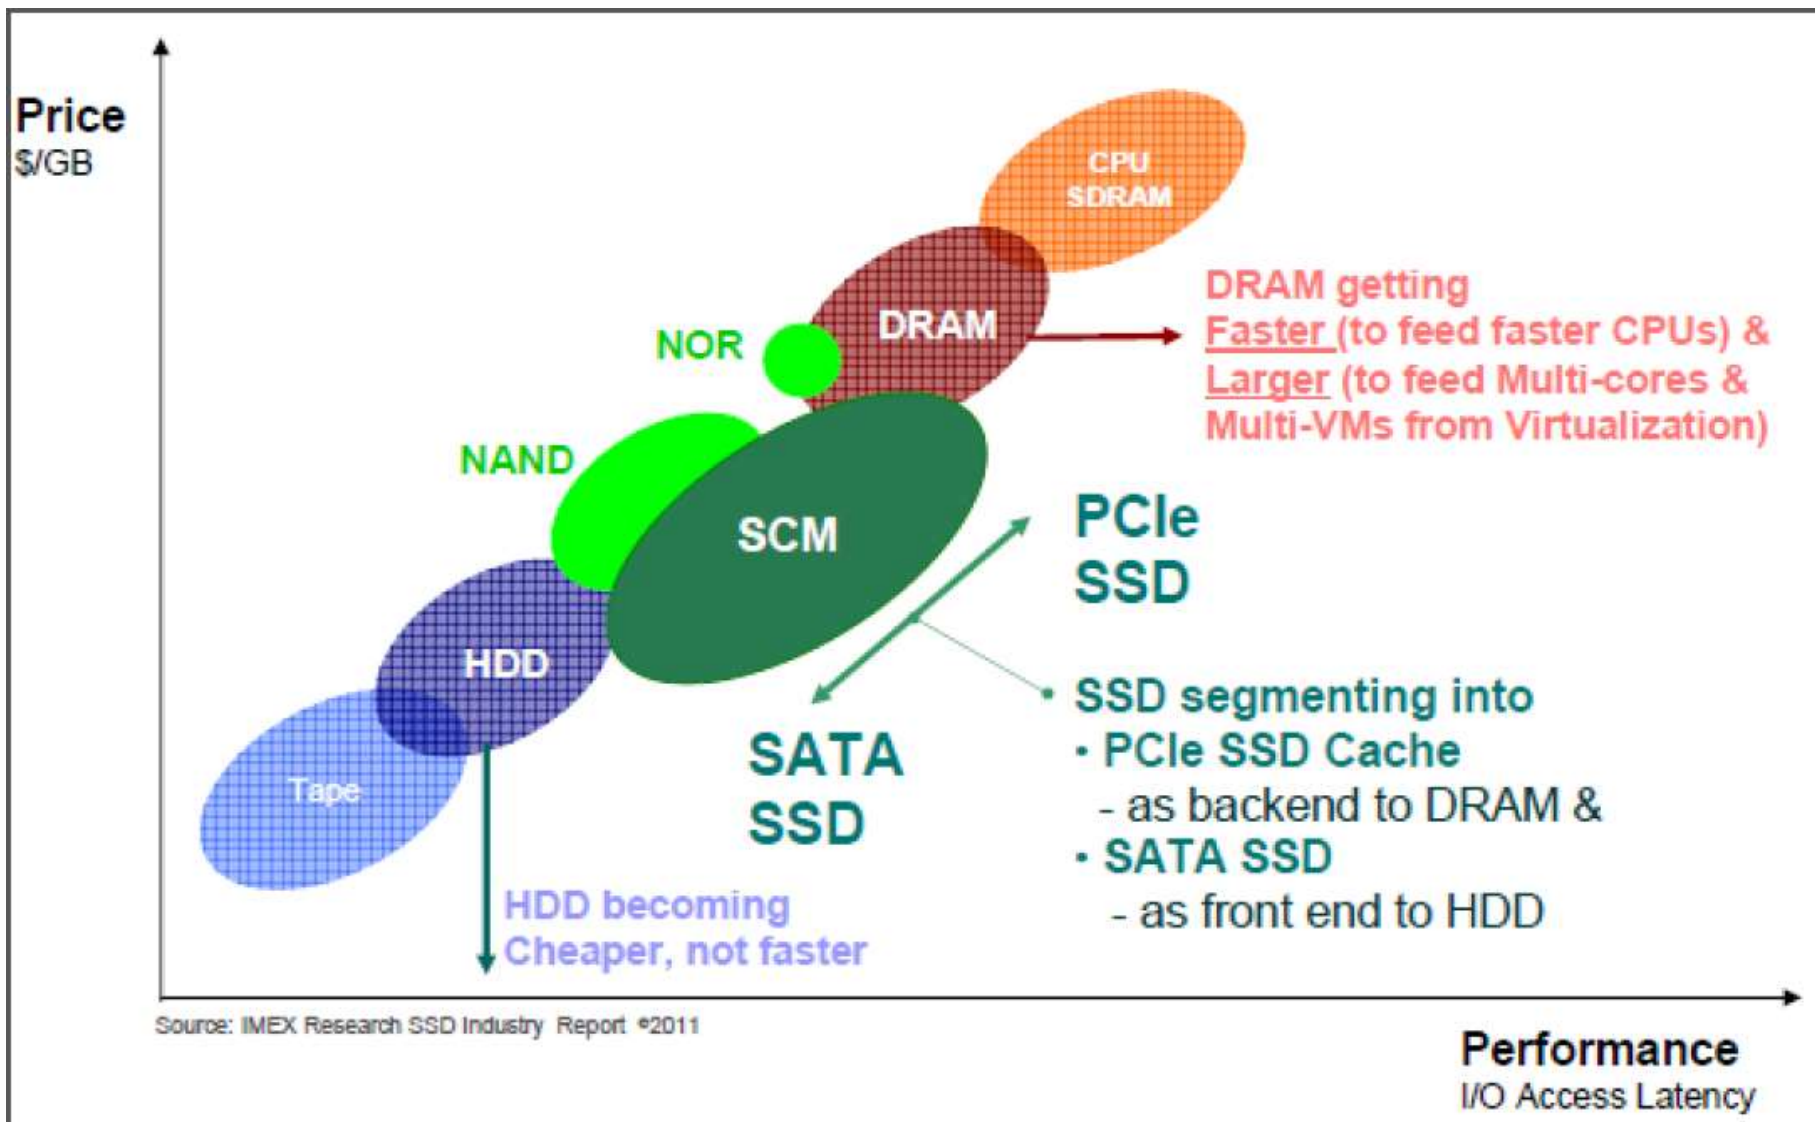 Price
$/GB
CPU
SDRAM
DRAM
NOR
NAND
SCM
HDD
Tape
DRAM getting
Faster (to feed faster CPUs) &
Larger (to feed Multi-cores &
Multi-VMs from Virtualization)
PCIe
SSD
SATA
SSD
SSD segmenting into
• PCIe SSD Cache
- as backend to DRAM &
• SATA SSD
- as front end to HDD
HDD becoming
Cheaper, not faster
Source: IMEX Research SSD Industry Report ©2011
Performance
I/O Access Latency